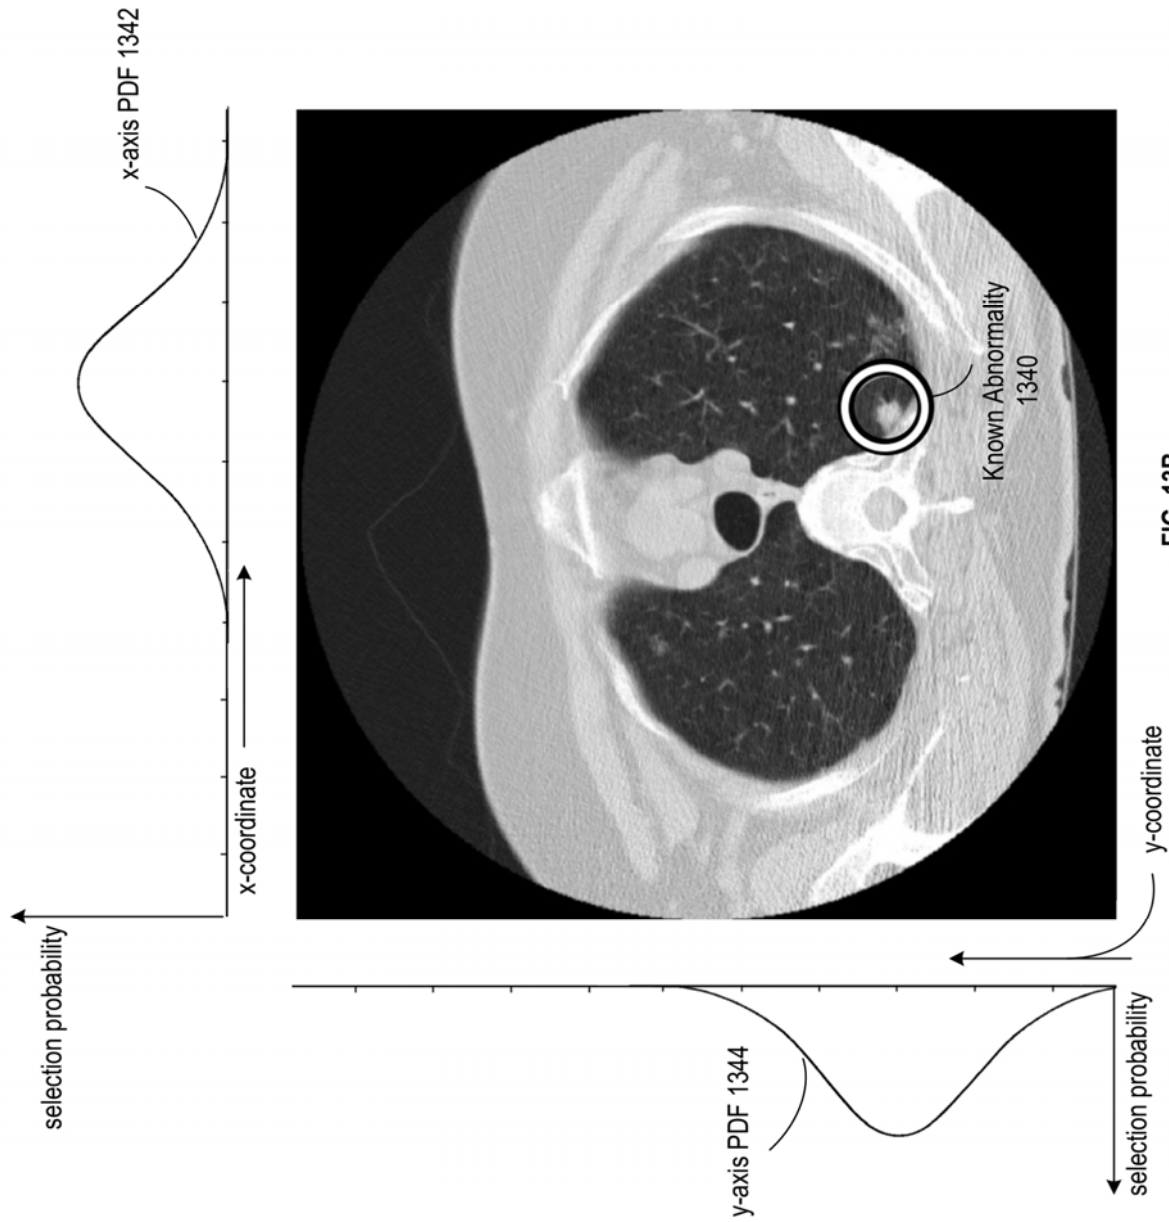 selection probability
x-axis PDF 1342
x-coordinate
Known Abnormality
1340
y-coordinate
y-axis PDF 1344
selection probability